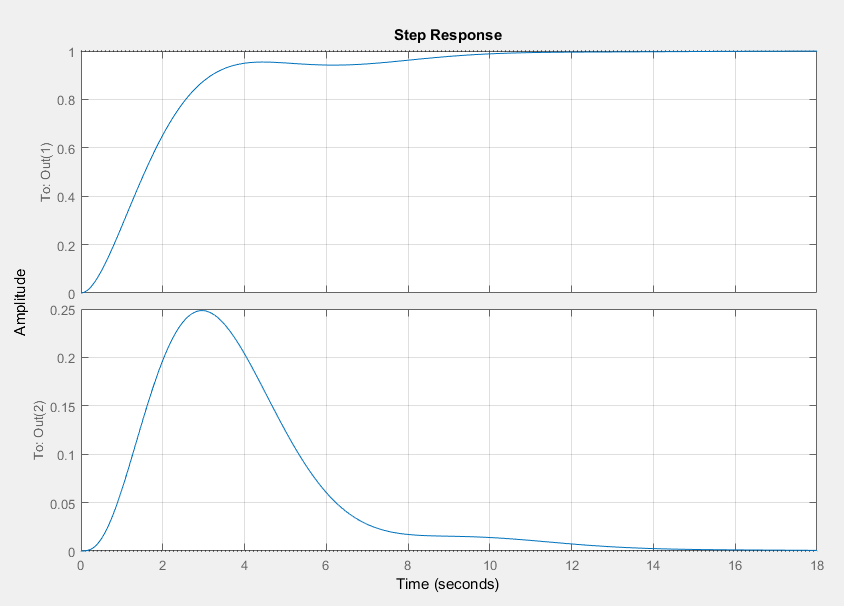 Step Response
Amplitude
To: Out(1)
1
0.8
0.6
0.4
0.2
0
To: Out(2)
0.25
0.2
0.15
0.1
0.05
0
0 2 4 6 8 10 12 14 16 18
Time (seconds)